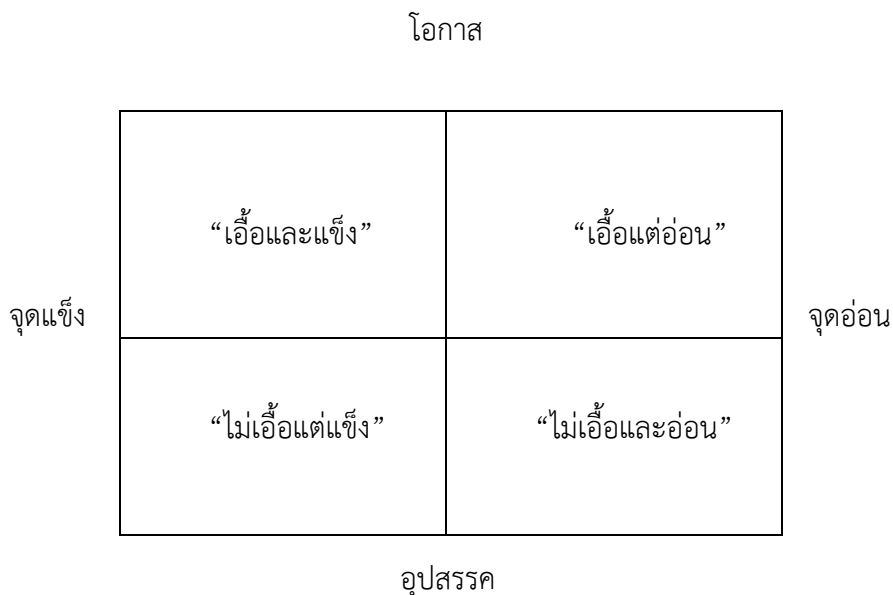 โอกาส
“เอื้อและแข็ง” “เอื้อแต่อ่อน”
จุดแข็ง จุดอ่อน
“ไม่เอื้อแต่แข็ง” “ไม่เอื้อและอ่อน”
อุปสรรค